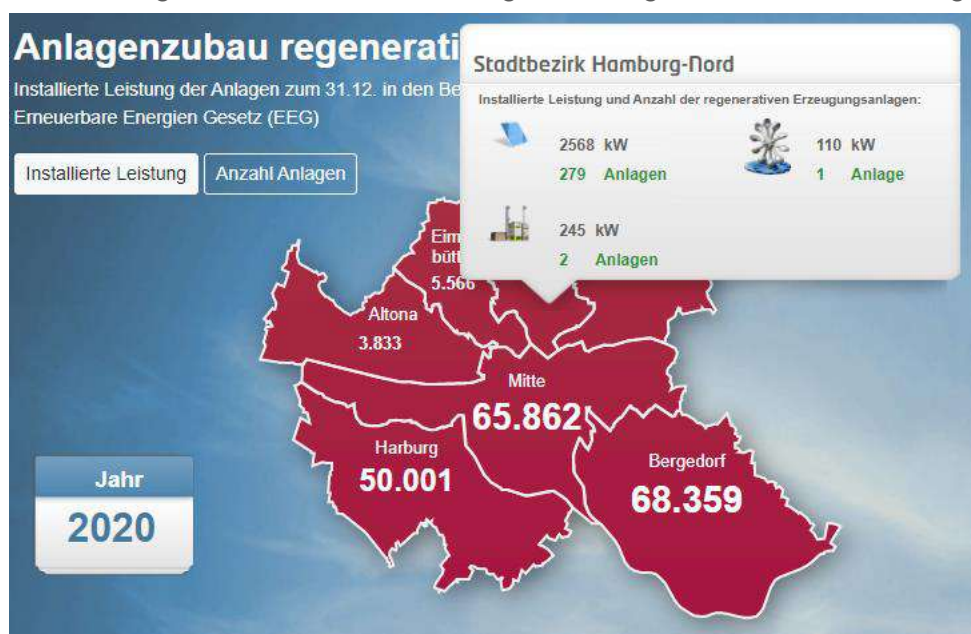 Anlagenzubau regenerati
Installierte Leistung der Anlagen zum 31.12. in den Be
Erneuerbare Energien Gesetz (EEG)
Installierte Leistung
Anzahl Anlagen
Stadtbezirk Hamburg-Nord
Installierte Leistung und Anzahl der regenerativen Erzeugungsanlagen:
2568 kW
279 Anlagen
110 kW
1 Anlage
245 kW
2 Anlagen
Eim
bütt
5.566
Altona
3.833
Mitte
65.862
Harburg
50.001
Bergedorf
68.359
Jahr
2020